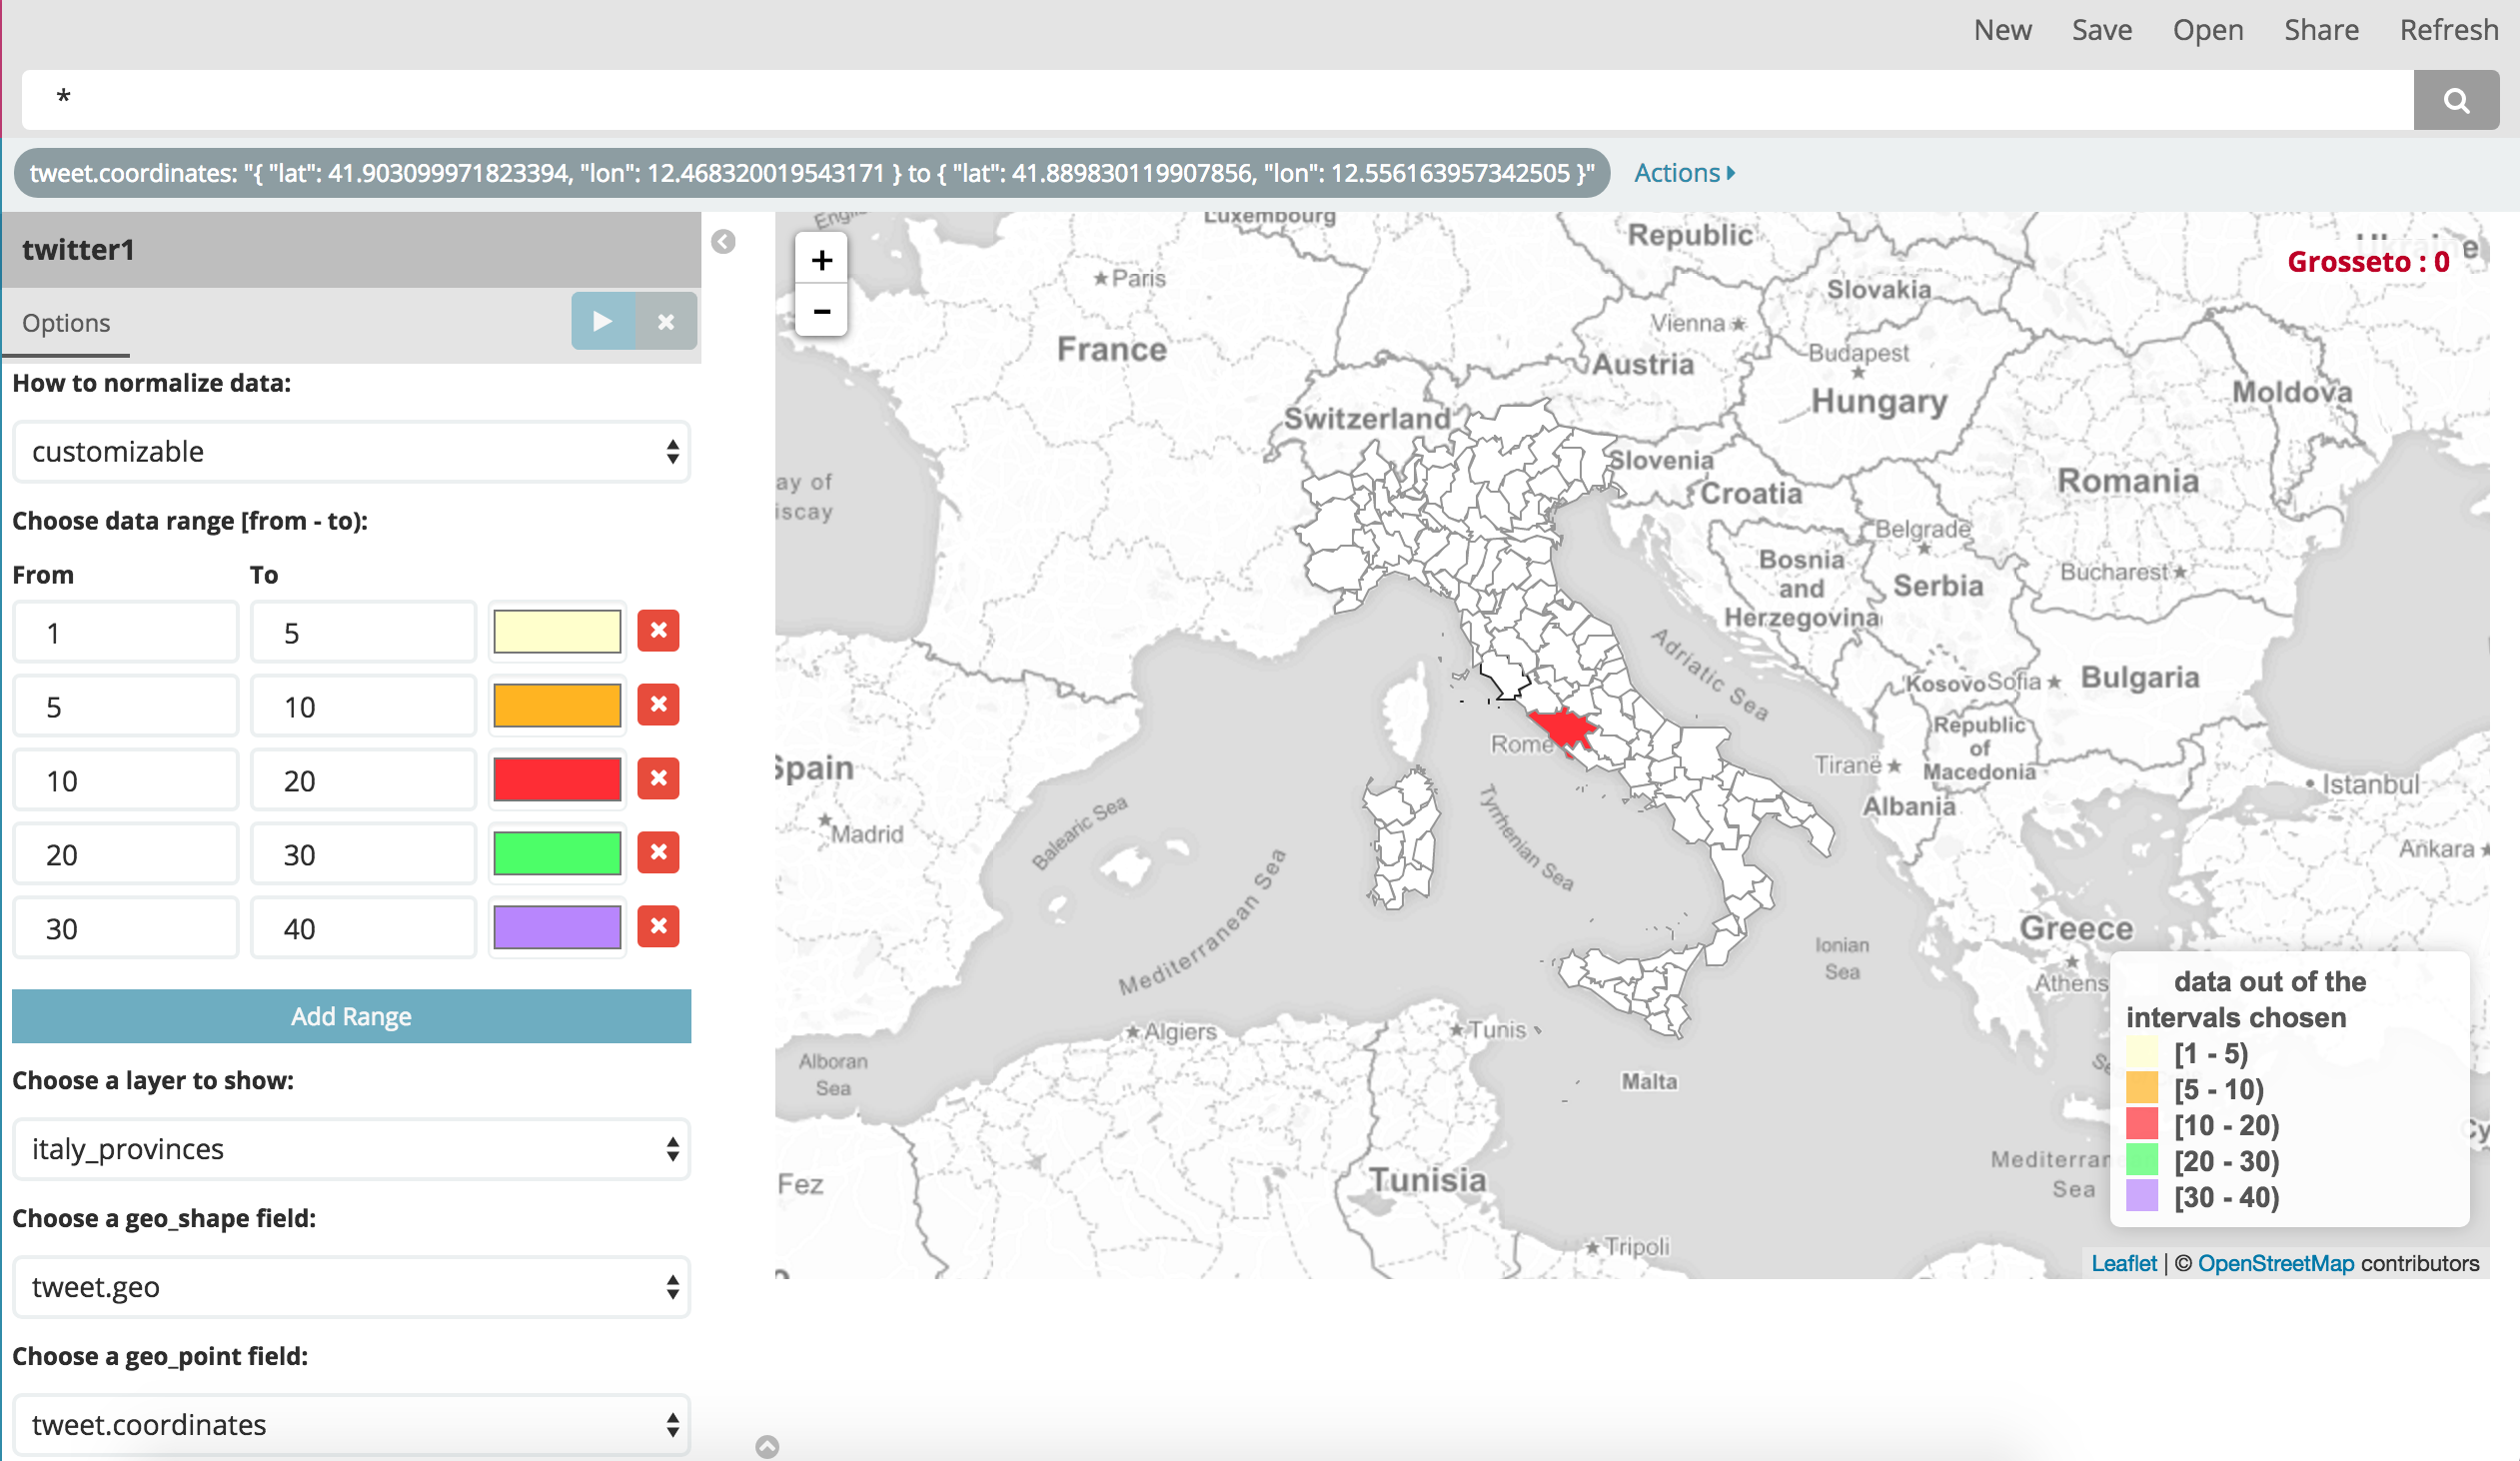 New Save Open Share Refresh
*
tweet.coordinates: "{ "lat": 41.903099971823394, "lon": 12.468320019543171 } to { "lat": 41.889830119907856, "lon": 12.556163957342505 }" Actions
twitter1
Options
How to normalize data:
customizable
Choose data range [from - to):
From To
1 5
5 10
10 20
20 30
30 40
Add Range
Choose a layer to show:
italy_provinces
Choose a geo_shape field:
tweet.geo
Choose a geo_point field:
tweet.coordinates
+
-
Luxembourg
Republic
Grosseto : 0
Paris
Slovakia
Vienna
France
Budapest
Austria
Moldova
Hungary
Switzerland
Slovenia
ay of
iscay
Romania
Croatia
Belgrade
Bosnia
and
Herzegovina
Serbia
Bucharest
Adriatic Sea
Kosovo
Sofia
Bulgaria
Republic
of
Macedonia
Rome
Spain
Tiranë
Istanbul
Albania
Madrid
Balearic Sea
Tyrrhenian Sea
Ankara
Mediterranean Sea
Greece
Ionian
Sea
Athens
data out of the
intervals chosen
[1 - 5)
[5 - 10)
[10 - 20)
[20 - 30)
[30 - 40)
Algiers
Tunis
Alboran
Sea
Malta
Mediterran
Sea
Fez
Tunisia
Tripoli
Cy
Leaflet | © OpenStreetMap contributors